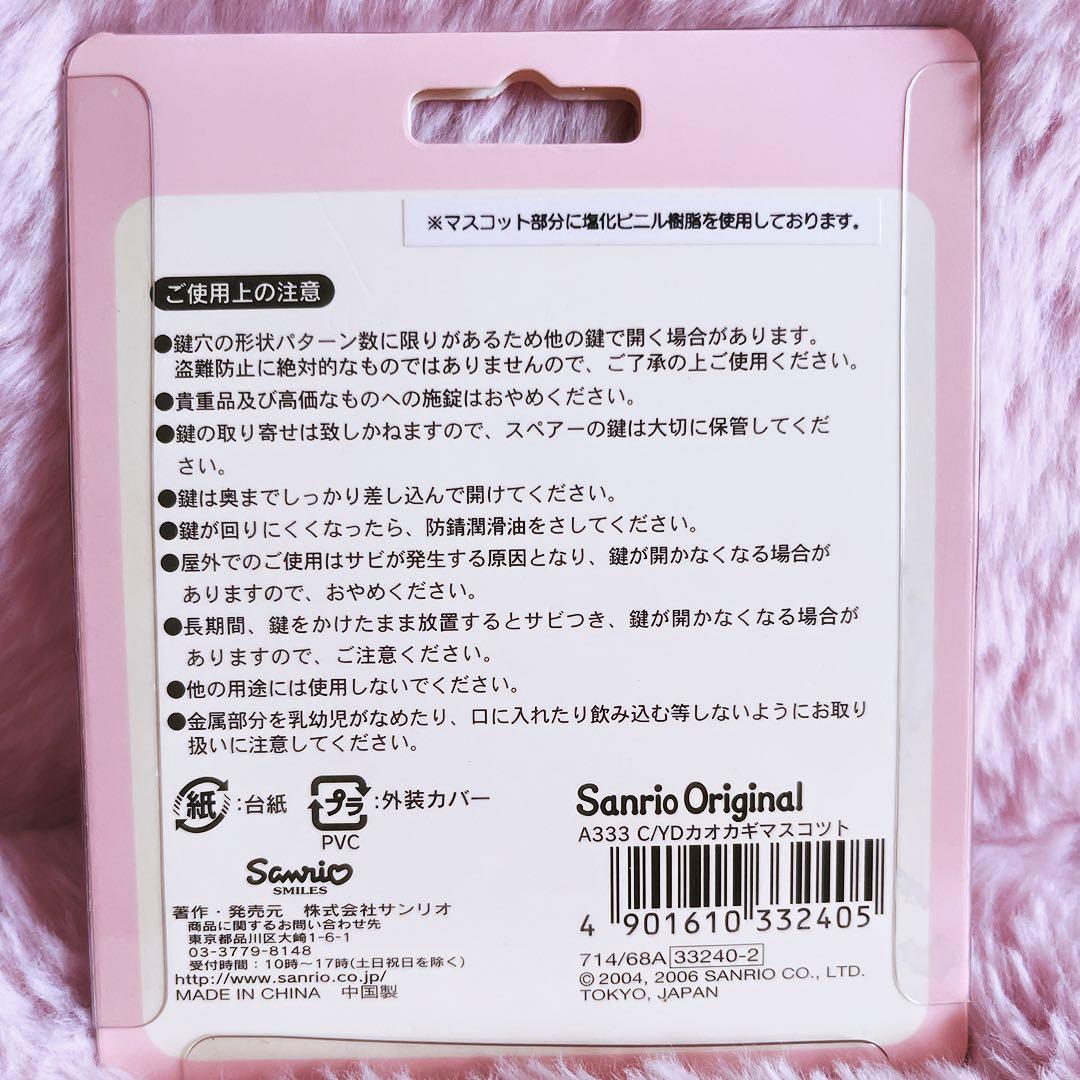 ※マスコット部分に塩化ビニル樹脂を使用しております。
ご使用上の注意
●鍵穴の形状パターン数に限りがあるため他の鍵で開く場合があります。
盗難防止に絶対的なものではありませんので、ご了承の上ご使用ください。
●貴重品及び高価なものへの施錠はおやめください。
●鍵の取り寄せは致しかねますので、スペアーの鍵は大切に保管してくだ
さい。
●鍵は奥までしっかり差し込んで開けてください。
●鍵が回りにくくなったら、防錆潤滑油をさしてください。
●屋外でのご使用はサビが発生する原因となり、鍵が開かなくなる場合が
ありますので、おやめください。
●長期間、鍵をかけたまま放置するとサビつき、鍵が開かなくなる場合が
ありますので、ご注意ください。
●他の用途には使用しないでください。
●金属部分を乳幼児がなめたり、口に入れたり飲み込む等しないようにお取り
扱いに注意してください。
紙:台紙 プラ:外装カバー
PVC
Sanrio
SMILES
著作・発売元 株式会社サンリオ
商品に関するお問い合わせ先
東京都品川区大崎1-6-1
03-3779-8148
受付時間:10時〜17時(土日祝日を除く)
http://www.sanrio.co.jp/
MADE IN CHINA 中国製
Sanrio Original
A333 C/YDカオカギマスコツト
4 901610 332405
714/68A 33240-2
© 2004, 2006 SANRIO CO., LTD.
TOKYO, JAPAN